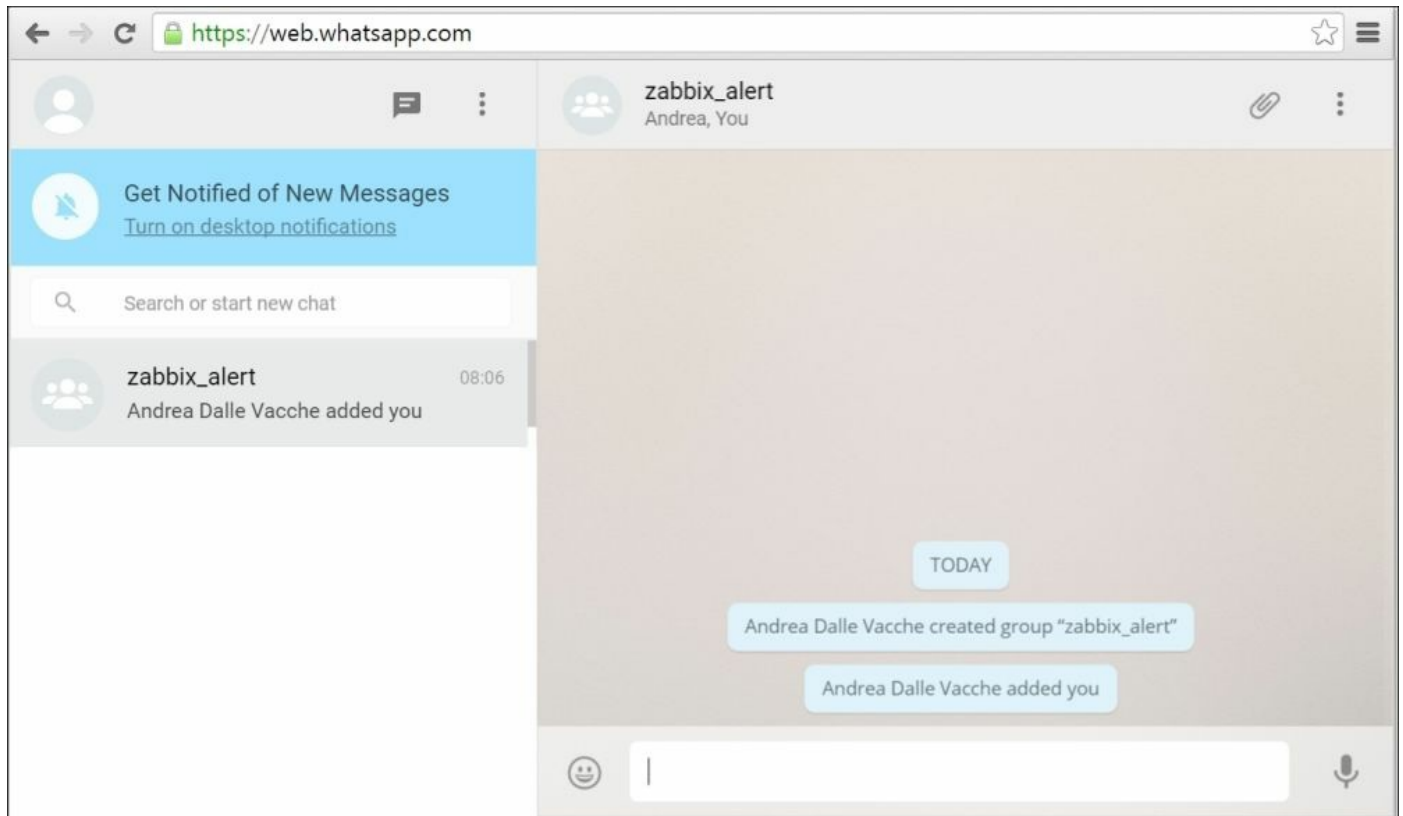 https://web.whatsapp.com
zabbix_alert
Andrea, You
Get Notified of New Messages
Turn on desktop notifications
Search or start new chat
zabbix_alert 08:06
Andrea Dalle Vacche added you
TODAY
Andrea Dalle Vacche created group “zabbix_alert”
Andrea Dalle Vacche added you